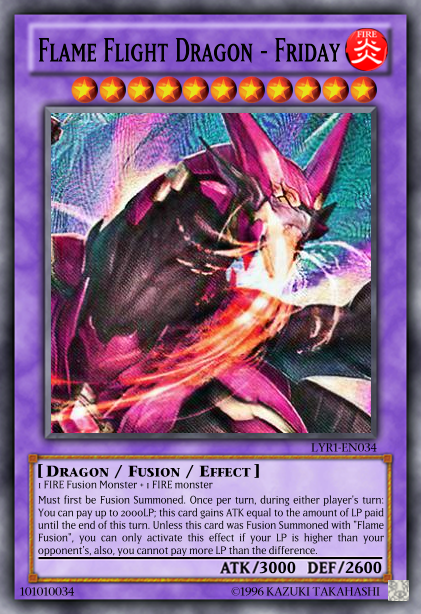 FLAME FLIGHT DRAGON - FRIDAY
FIRE
炎
LYR1-EN034
[ DRAGON / FUSION / EFFECT ]
1 FIRE Fusion Monster + 1 FIRE monster
Must first be Fusion Summoned. Once per turn, during either player's turn:
You can pay up to 2000LP; this card gains ATK equal to the amount of LP paid
until the end of this turn. Unless this card was Fusion Summoned with "Flame
Fusion", you can only activate this effect if your LP is higher than your
opponent's, also, you cannot pay more LP than the difference.
ATK/3000 DEF/2600
101010034 ©1996 KAZUKI TAKAHASHI